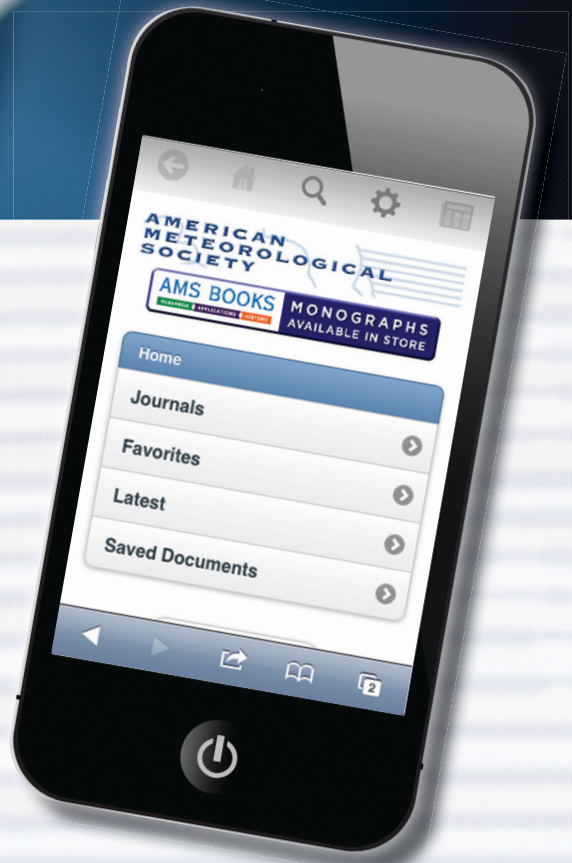 AMERICAN
METEOROLOGICAL
SOCIETY
AMS BOOKS
RESEARCH APPLICATIONS HISTORY
MONOGRAPHS
AVAILABLE IN STORE
Home
Journals
Favorites
Latest
Saved Documents
2